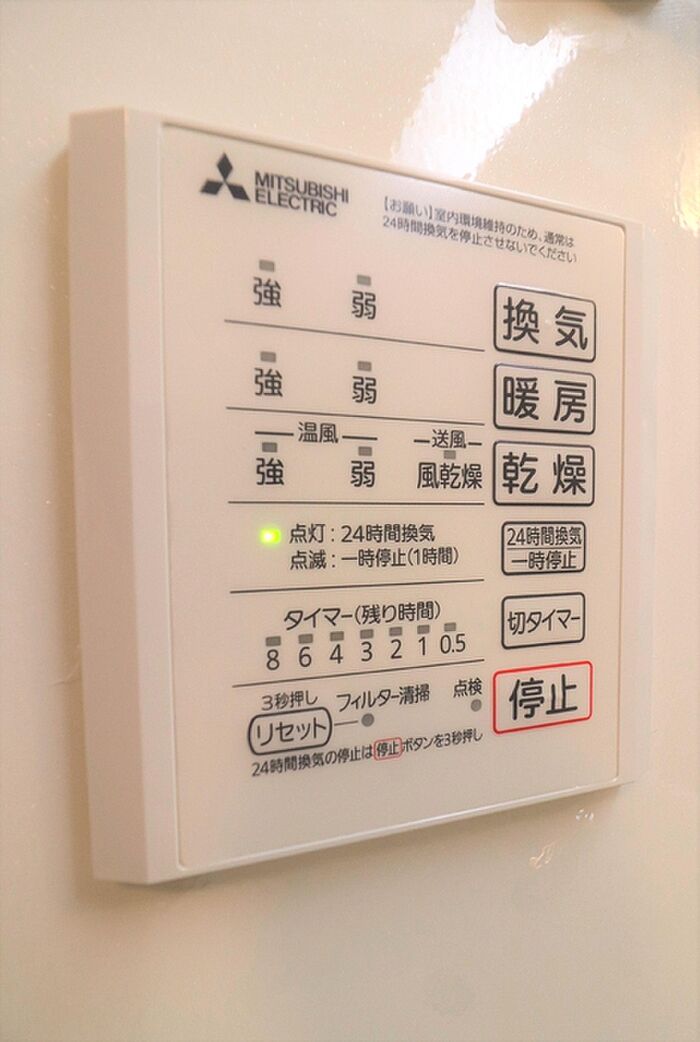 MITSUBISHI
ELECTRIC
【お願い】室内環境維持のため、通常は
24時間換気を停止させないでください
強 弱
換気
強 弱
暖房
温風 送風
強 弱 風乾燥
乾燥
点灯:24時間換気
点滅:一時停止(1時間)
24時間換気
一時停止
タイマー(残り時間)
8 6 4 3 2 1 0.5
切タイマー
3秒押し
リセット
フィルター清掃
点検
停止
24時間換気の停止は停止ボタンを3秒押し